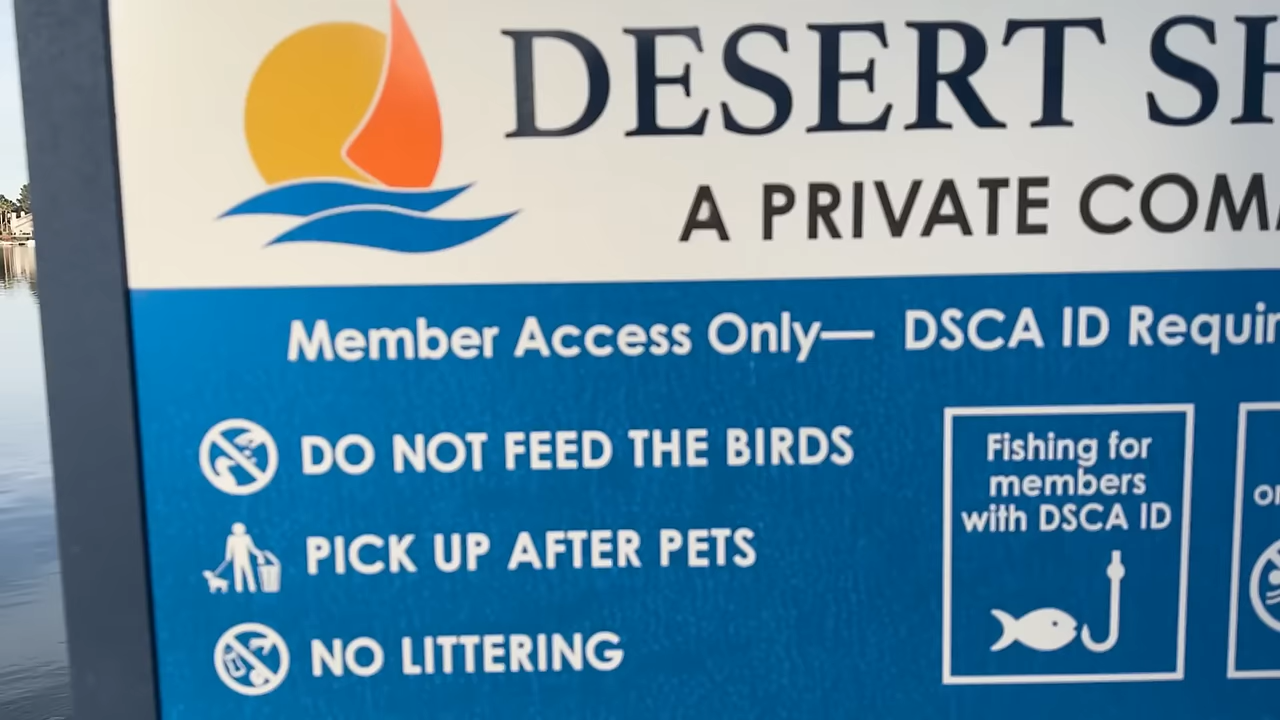 DESERT SH
A PRIVATE COM
Member Access Only— DSCA ID Requir
DO NOT FEED THE BIRDS
PICK UP AFTER PETS
NO LITTERING
Fishing for
members
with DSCA ID
or